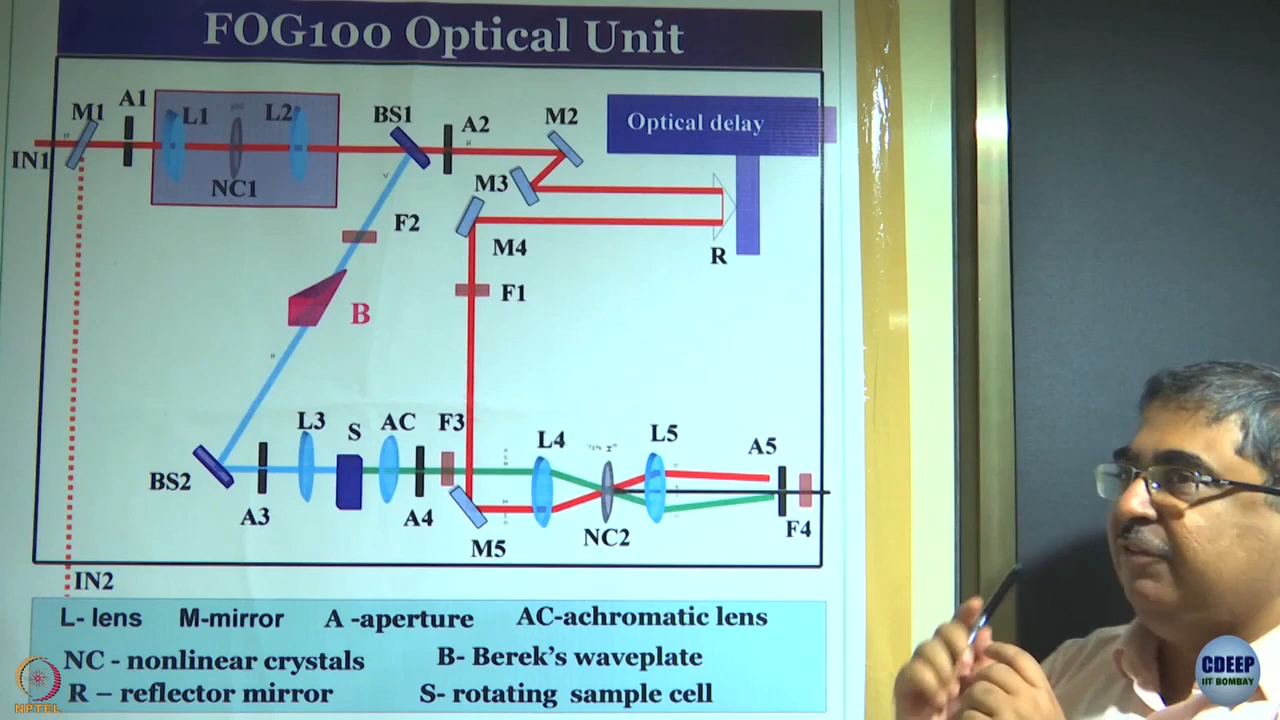 FOG100 Optical Unit
A1
M1
L1
L2
BS1
A2
M2
Optical delay
IN1
NC1
M3
F2
M4
R
F1
B
L3
S
AC
F3
L4
L5
A5
BS2
A3
A4
M5
NC2
F4
IN2
L- lens M-mirror A -aperture AC-achromatic lens
NC - nonlinear crystals B- Berek's waveplate
R – reflector mirror S- rotating sample cell
NPTEL
CDEEP
IIT BOMBAY